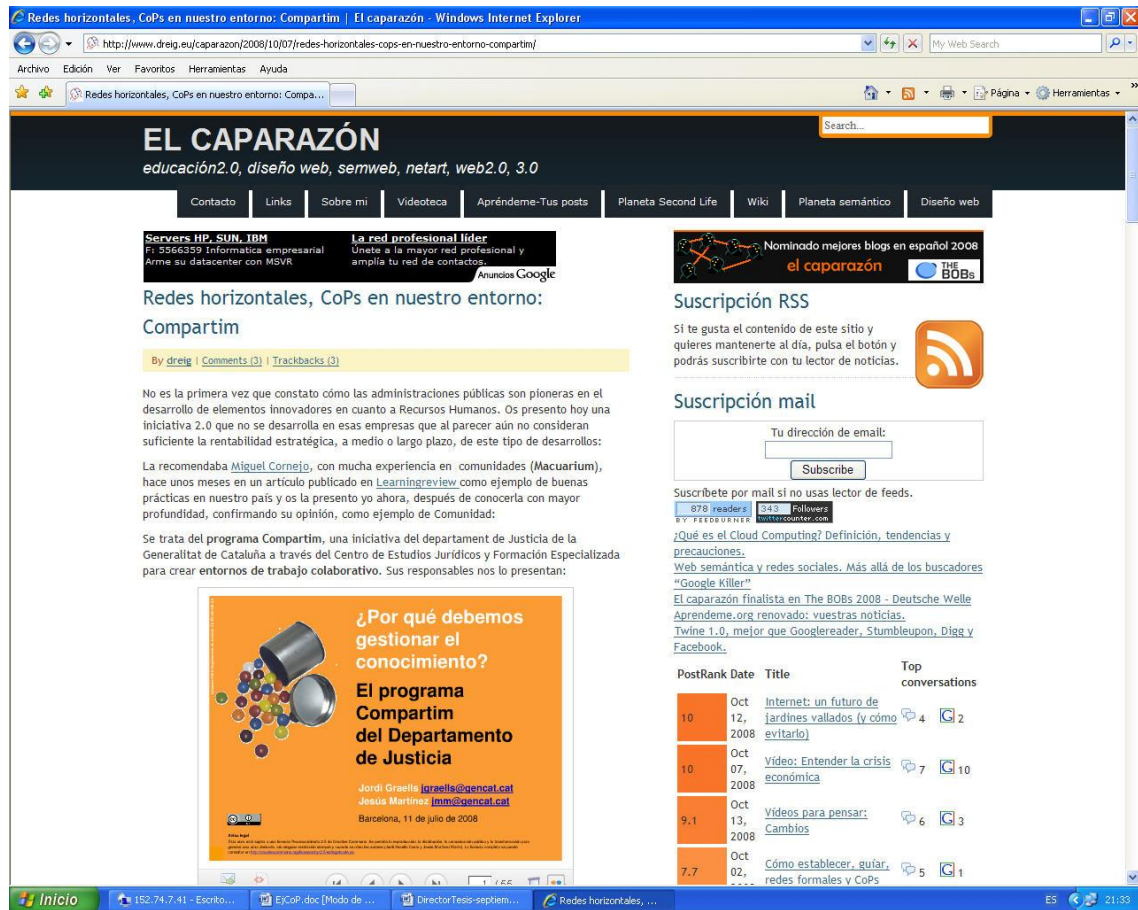 Redes horizontales, CoPs en nuestro entorno: Compartim | El caparazón - Windows Internet Explorer
http://www.dreig.eu/caparazon/2008/10/07/redes-horizontales-cops-en-nuestro-entorno-compartim/
My Web Search
Archivo Edición Ver Favoritos Herramientas Ayuda
Redes horizontales, CoPs en nuestro entorno: Compa...
Página Herramientas
Search...
EL CAPARAZÓN
educación2.0, diseño web, semweb, netart, web2.0, 3.0
Contacto Links Sobre mi Videoteca Apréndeme-Tus posts Planeta Second Life Wiki Planeta semántico Diseño web
Servers HP, SUN, IBM
F: 5566359 Informatica empresarial
Arme su datacenter con MSVR
La red profesional líder
Únete a la mayor red profesional y
amplía tu red de contactos.
Anuncios Google
Redes horizontales, CoPs en nuestro entorno:
Compartim
By dreig | Comments (3) | Trackbacks (3)
No es la primera vez que constato cómo las administraciones públicas son pioneras en el
desarrollo de elementos innovadores en cuanto a Recursos Humanos. Os presento hoy una
iniciativa 2.0 que no se desarrolla en esas empresas que al parecer aún no consideran
suficiente la rentabilidad estratégica, a medio o largo plazo, de este tipo de desarrollos:
La recomendaba Miguel Cornejo, con mucha experiencia en comunidades (Macuarium),
hace unos meses en un artículo publicado en Learningreview como ejemplo de buenas
prácticas en nuestro país y os la presento yo ahora, después de conocerla con mayor
profundidad, confirmando su opinión, como ejemplo de Comunidad:
Se trata del programa Compartim, una iniciativa del departament de Justicia de la
Generalitat de Cataluña a través del Centro de Estudios Jurídicos y Formación Especializada
para crear entornos de trabajo colaborativo. Sus responsables nos lo presentan:
¿Por qué debemos
gestionar el
conocimiento?
El programa
Compartim
del Departamento
de Justicia
Jordi Graells jgraells@gencat.cat
Jesús Martínez jmm@gencat.cat
Barcelona, 11 de julio de 2008
Aviso legal
1 / 66
Nominado mejores blogs en español 2008
el caparazón
THE
BOBs
Suscripción RSS
Si te gusta el contenido de este sitio y
quieres mantenerte al día, pulsa el botón y
podrás suscribirte con tu lector de noticias.
Suscripción mail
Tu dirección de email:
Subscribe
Suscríbete por mail si no usas lector de feeds.
878 readers
BY FEEDBURNER
343 Followers
twittercounter.com
¿Qué es el Cloud Computing? Definición, tendencias y
precauciones.
Web semántica y redes sociales. Más allá de los buscadores
“Google Killer”
El caparazón finalista en The BOBs 2008 - Deutsche Welle
Aprendeme.org renovado: vuestras noticias.
Twine 1.0, mejor que Googlereader, Stumbleupon, Digg y
Facebook.
PostRank Date Title Top conversations
10 Oct 12, 2008 Internet: un futuro de jardines vallados (y cómo evitarlo) 4 G 2
10 Oct 07, 2008 Vídeo: Entender la crisis económica 7 G 10
9.1 Oct 13, 2008 Vídeos para pensar: Cambios 6 G 3
7.7 Oct 02, Cómo establecer, guíar, redes formales y CoPs 5 G 1
Inicio
152.74.7.41 - Escrito...
EjCoP.doc [Modo de ...
DirectorTesis-septiem...
Redes horizontales, ...
ES
21:33